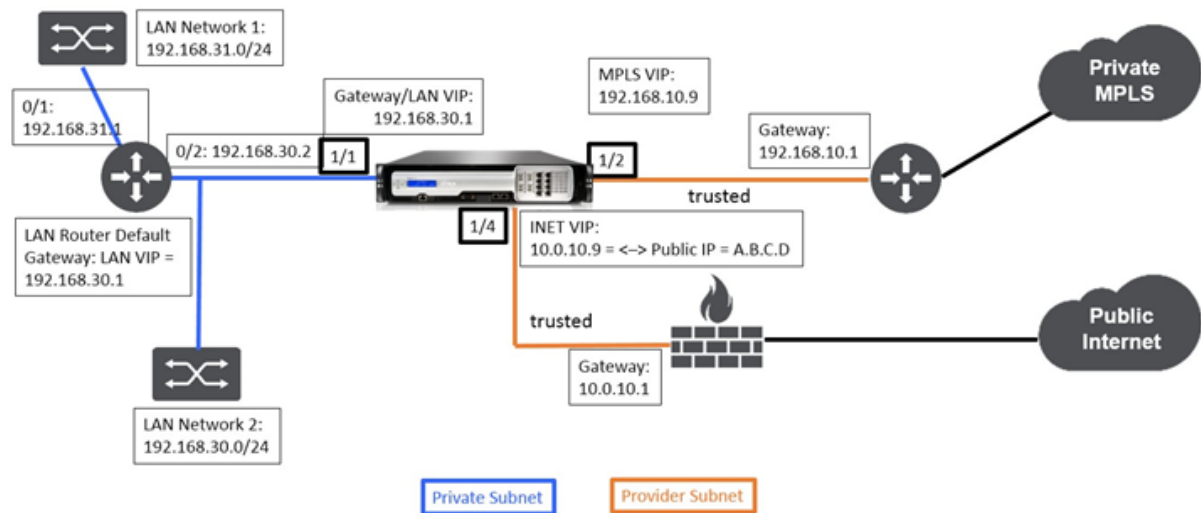 LAN Network 1:
192.168.31.0/24
0/1:
192.168.31.1
Gateway/LAN VIP:
192.168.30.1
0/2: 192.168.30.2
1/1
MPLS VIP:
192.168.10.9
1/2
Gateway:
192.168.10.1
Private
MPLS
trusted
1/4
INET VIP:
10.0.10.9 = <–> Public IP = A.B.C.D
LAN Router Default
Gateway: LAN VIP =
192.168.30.1
trusted
Gateway:
10.0.10.1
Public
Internet
LAN Network 2:
192.168.30.0/24
Private Subnet
Provider Subnet